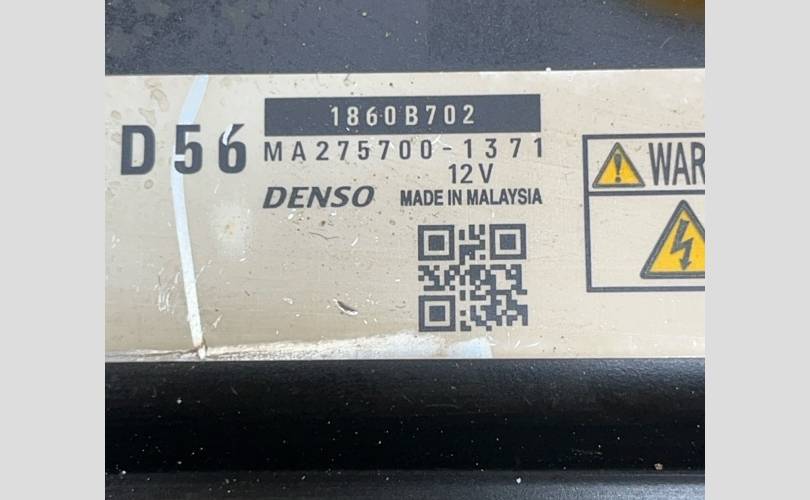 1860B702
D56
MA275700-1371
12V
DENSO MADE IN MALAYSIA
WAR